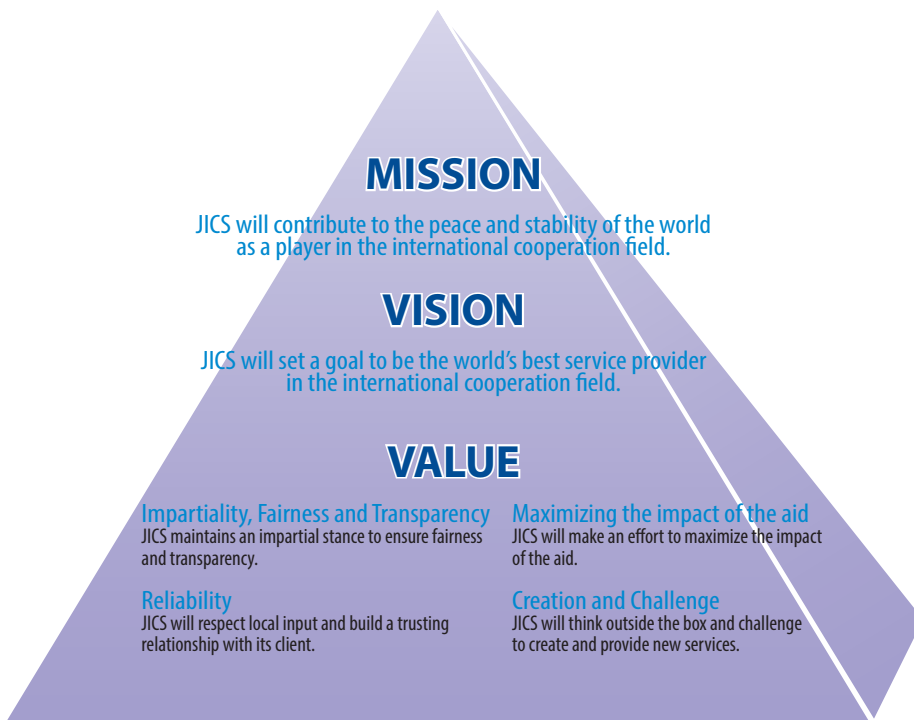 MISSION
JICS will contribute to the peace and stability of the world
as a player in the international cooperation field.
VISION
JICS will set a goal to be the world’s best service provider
in the international cooperation field.
VALUE
Impartiality, Fairness and Transparency
JICS maintains an impartial stance to ensure fairness
and transparency.
Reliability
JICS will respect local input and build a trusting
relationship with its client.
Maximizing the impact of the aid
JICS will make an effort to maximize the impact
of the aid.
Creation and Challenge
JICS will think outside the box and challenge
to create and provide new services.